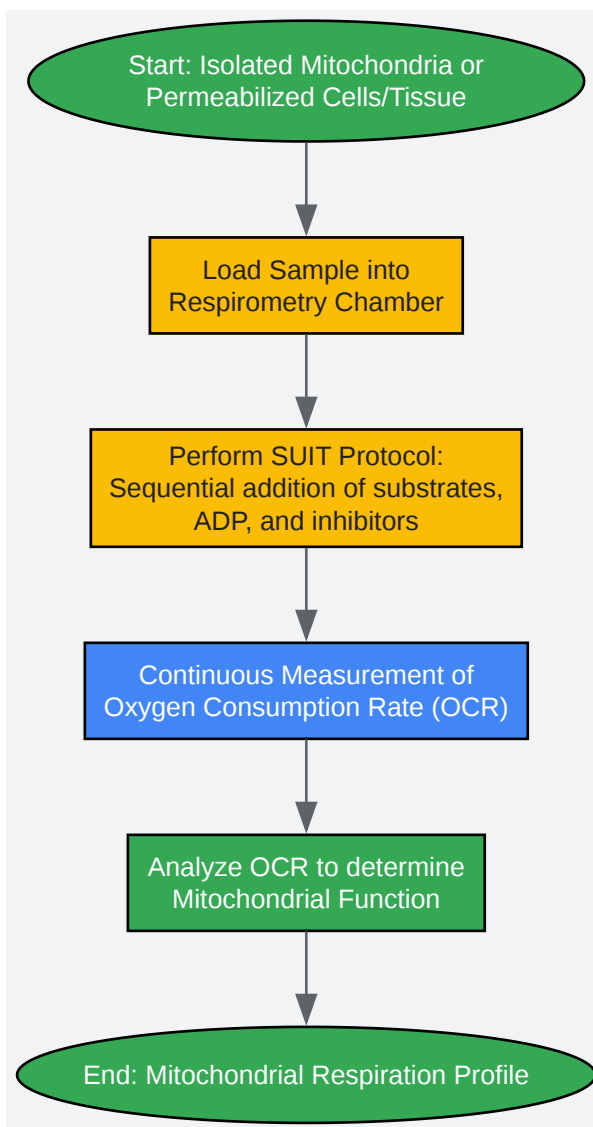 Start: Isolated Mitochondria or
Permeabilized Cells/Tissue
Load Sample into
Respirometry Chamber
Perform SUIT Protocol:
Sequential addition of substrates,
ADP, and inhibitors
Continuous Measurement of
Oxygen Consumption Rate (OCR)
Analyze OCR to determine
Mitochondrial Function
End: Mitochondrial Respiration Profile